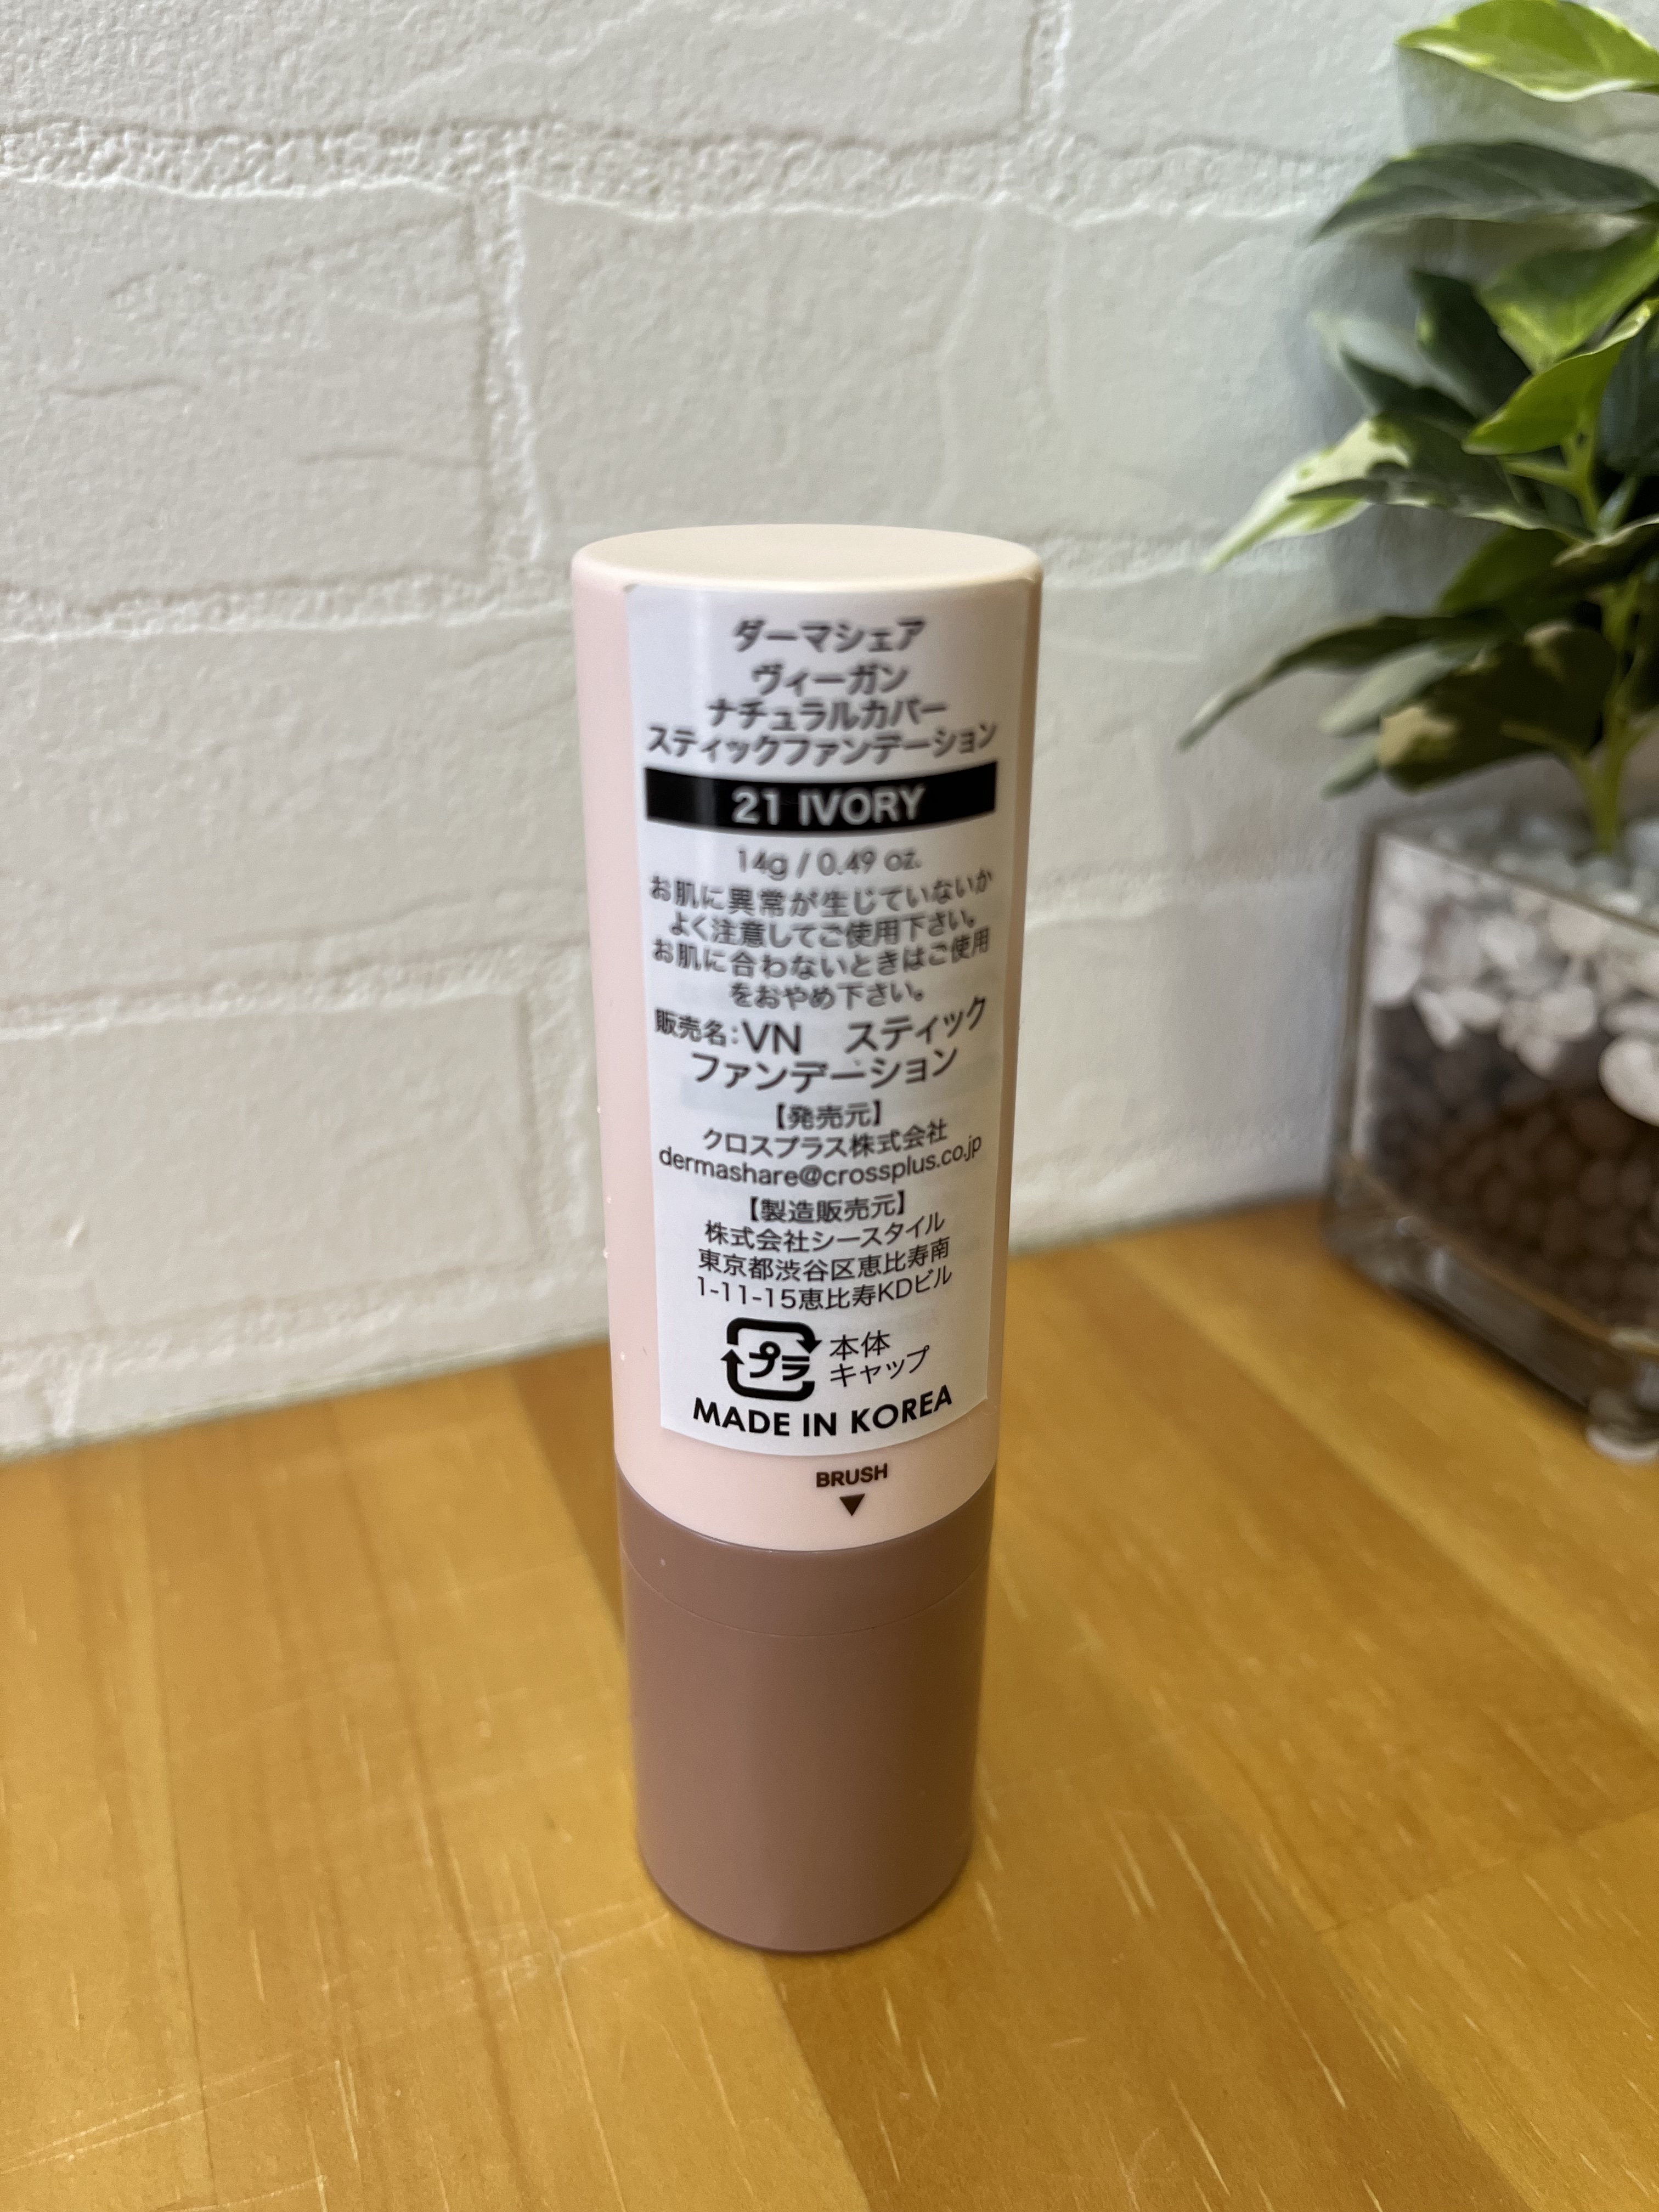 ダーマシェア
ヴィーガン
ナチュラルカバー
スティックファンデーション
21 IVORY
14g / 0.49 oz.
お肌に異常が生じていないか
よく注意してご使用下さい。
お肌に合わないときはご使用
をおやめ下さい。
販売名:VN　スティック
ファンデーション
【発売元】
クロスプラス株式会社
dermashare@crossplus.co.jp
【製造販売元】
株式会社シースタイル
東京都渋谷区恵比寿南
1-11-15恵比寿KDビル
プラ 本体
キャップ
MADE IN KOREA
BRUSH